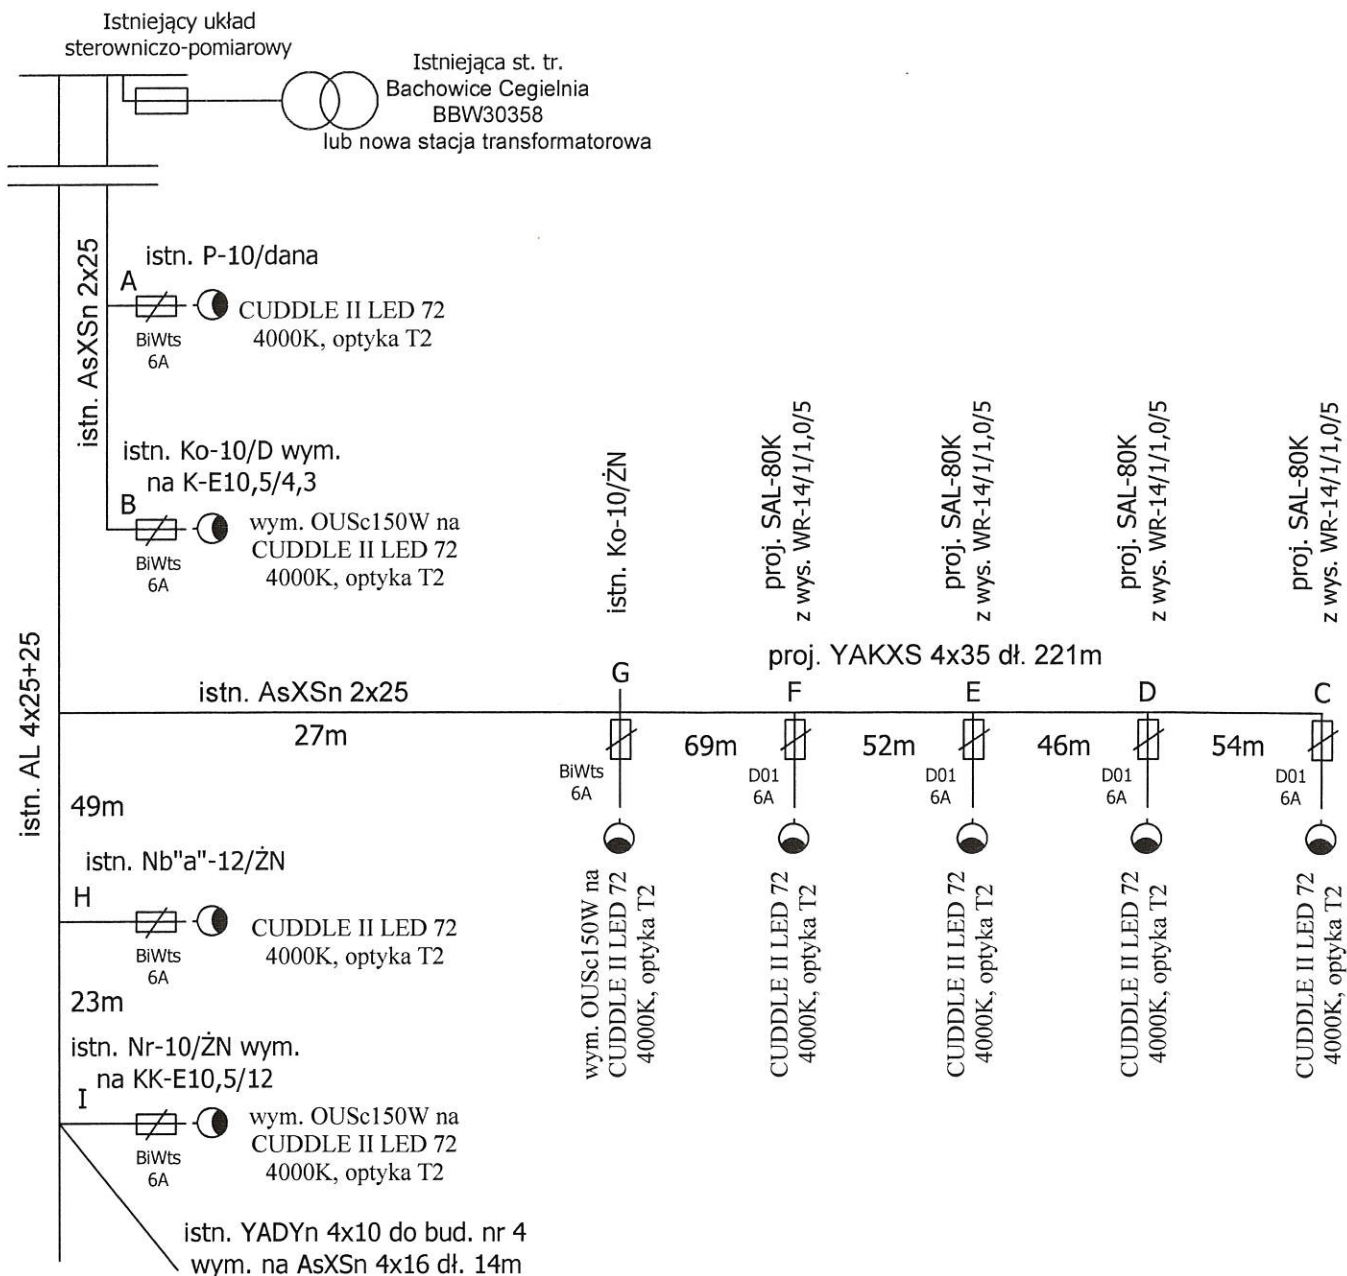 Istniejący układ
sterowniczo-pomiarowy
Istniejąca st. tr.
Bachowice Cegielnia
BBW30358
lub nowa stacja transformatorowa
istn. AsXSn 2x25
istn. P-10/dana
A
BiWts
6A
CUDDLE II LED 72
4000K, optyka T2
istn. Ko-10/D wym.
na K-E10,5/4,3
B
BiWts
6A
wym. OUSc150W na
CUDDLE II LED 72
4000K, optyka T2
istn. AL 4x25+25
istn. AsXSn 2x25
27m
proj. YAKXS 4x35 dł. 221m
istn. Ko-10/ŻN
G
BiWts
6A
wym. OUSc150W na
CUDDLE II LED 72
4000K, optyka T2
69m
proj. SAL-80K
z wys. WR-14/1/1,0/5
F
D01
6A
CUDDLE II LED 72
4000K, optyka T2
52m
proj. SAL-80K
z wys. WR-14/1/1,0/5
E
D01
6A
CUDDLE II LED 72
4000K, optyka T2
46m
proj. SAL-80K
z wys. WR-14/1/1,0/5
D
D01
6A
CUDDLE II LED 72
4000K, optyka T2
54m
proj. SAL-80K
z wys. WR-14/1/1,0/5
C
D01
6A
CUDDLE II LED 72
4000K, optyka T2
49m
istn. Nb"a"-12/ŻN
H
BiWts
6A
CUDDLE II LED 72
4000K, optyka T2
23m
istn. Nr-10/ŻN wym.
na KK-E10,5/12
I
BiWts
6A
wym. OUSc150W na
CUDDLE II LED 72
4000K, optyka T2
istn. YADYn 4x10 do bud. nr 4
wym. na AsXSn 4x16 dł. 14m